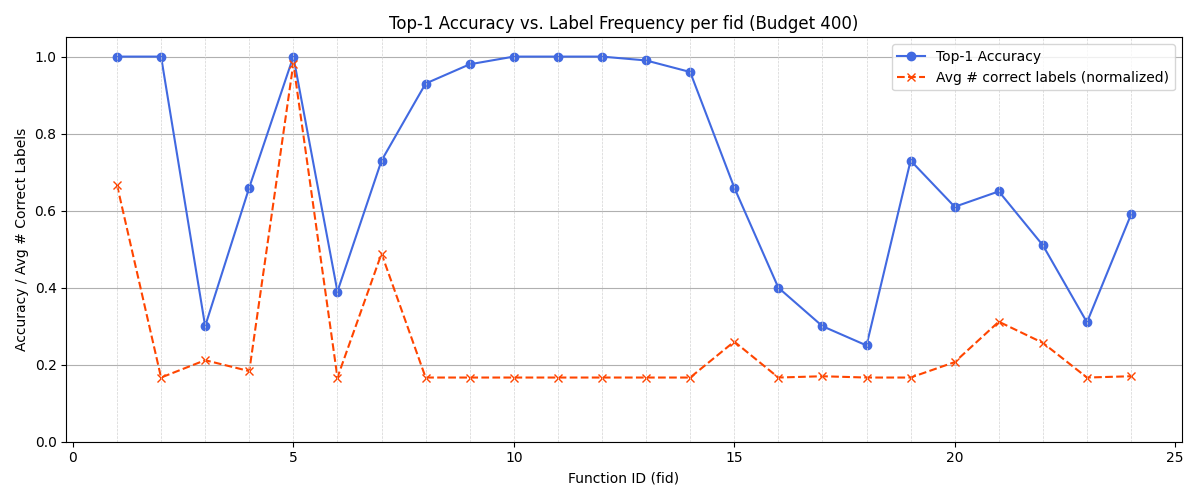 Top-1 Accuracy vs. Label Frequency per fid (Budget 400)
Top-1 Accuracy
Avg # correct labels (normalized)
Accuracy / Avg # Correct Labels
1.0
0.8
0.6
0.4
0.2
0.0
0 5 10 15 20 25
Function ID (fid)